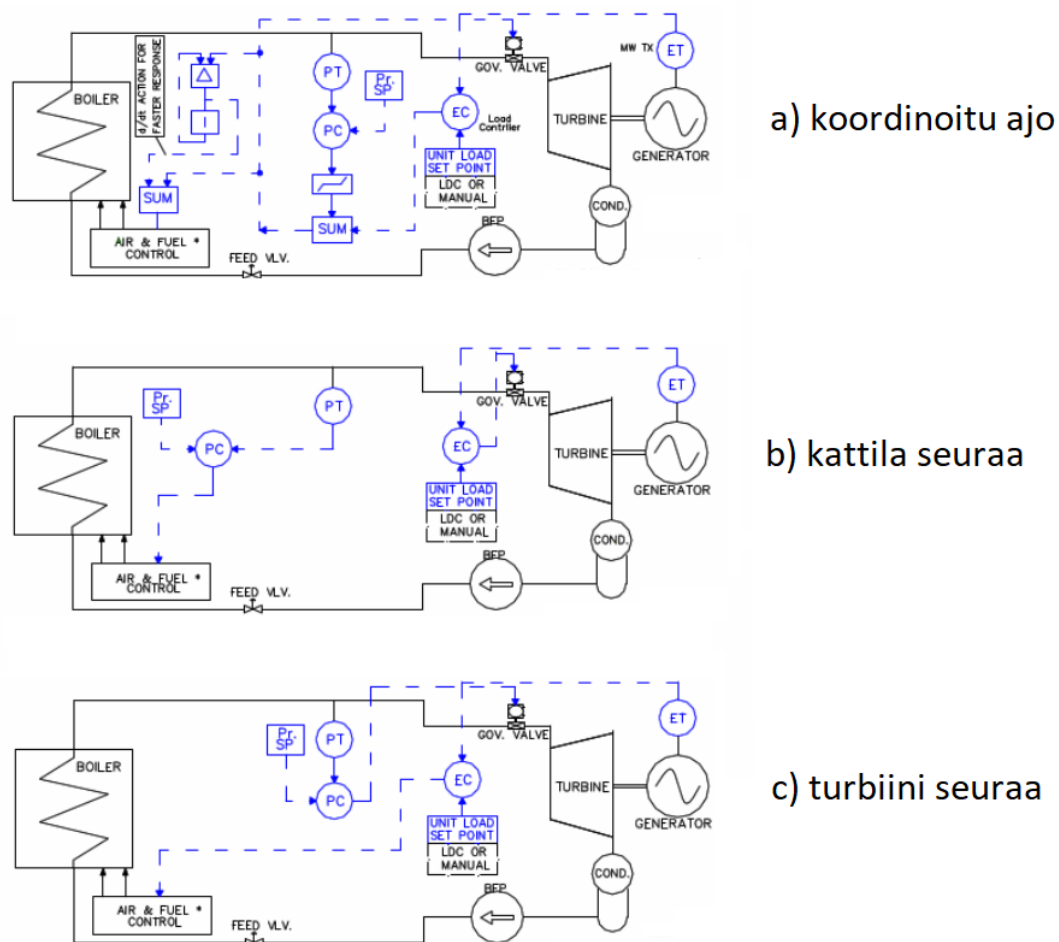 d/dt ACTION FOR
FASTER RESPONSE
BOILER
SUM
AIR & FUEL *
CONTROL
FEED VLV.
PT
Pr.
SP
PC
SUM
EC
Load
Contrller
UNIT LOAD
SET POINT
LDC OR
MANUAL
BFP
GOV. VALVE
MW TX
ET
TURBINE
GENERATOR
COND.
a) koordinoitu ajo
BOILER
Pr.
SP
PC
PT
AIR & FUEL *
CONTROL
FEED VLV.
EC
UNIT LOAD
SET POINT
LDC OR
MANUAL
BFP
GOV. VALVE
ET
TURBINE
GENERATOR
COND.
b) kattila seuraa
BOILER
Pr.
SP
PT
PC
AIR & FUEL *
CONTROL
FEED VLV.
EC
UNIT LOAD
SET POINT
LDC OR
MANUAL
BFP
GOV. VALVE
ET
TURBINE
GENERATOR
COND.
c) turbiini seuraa